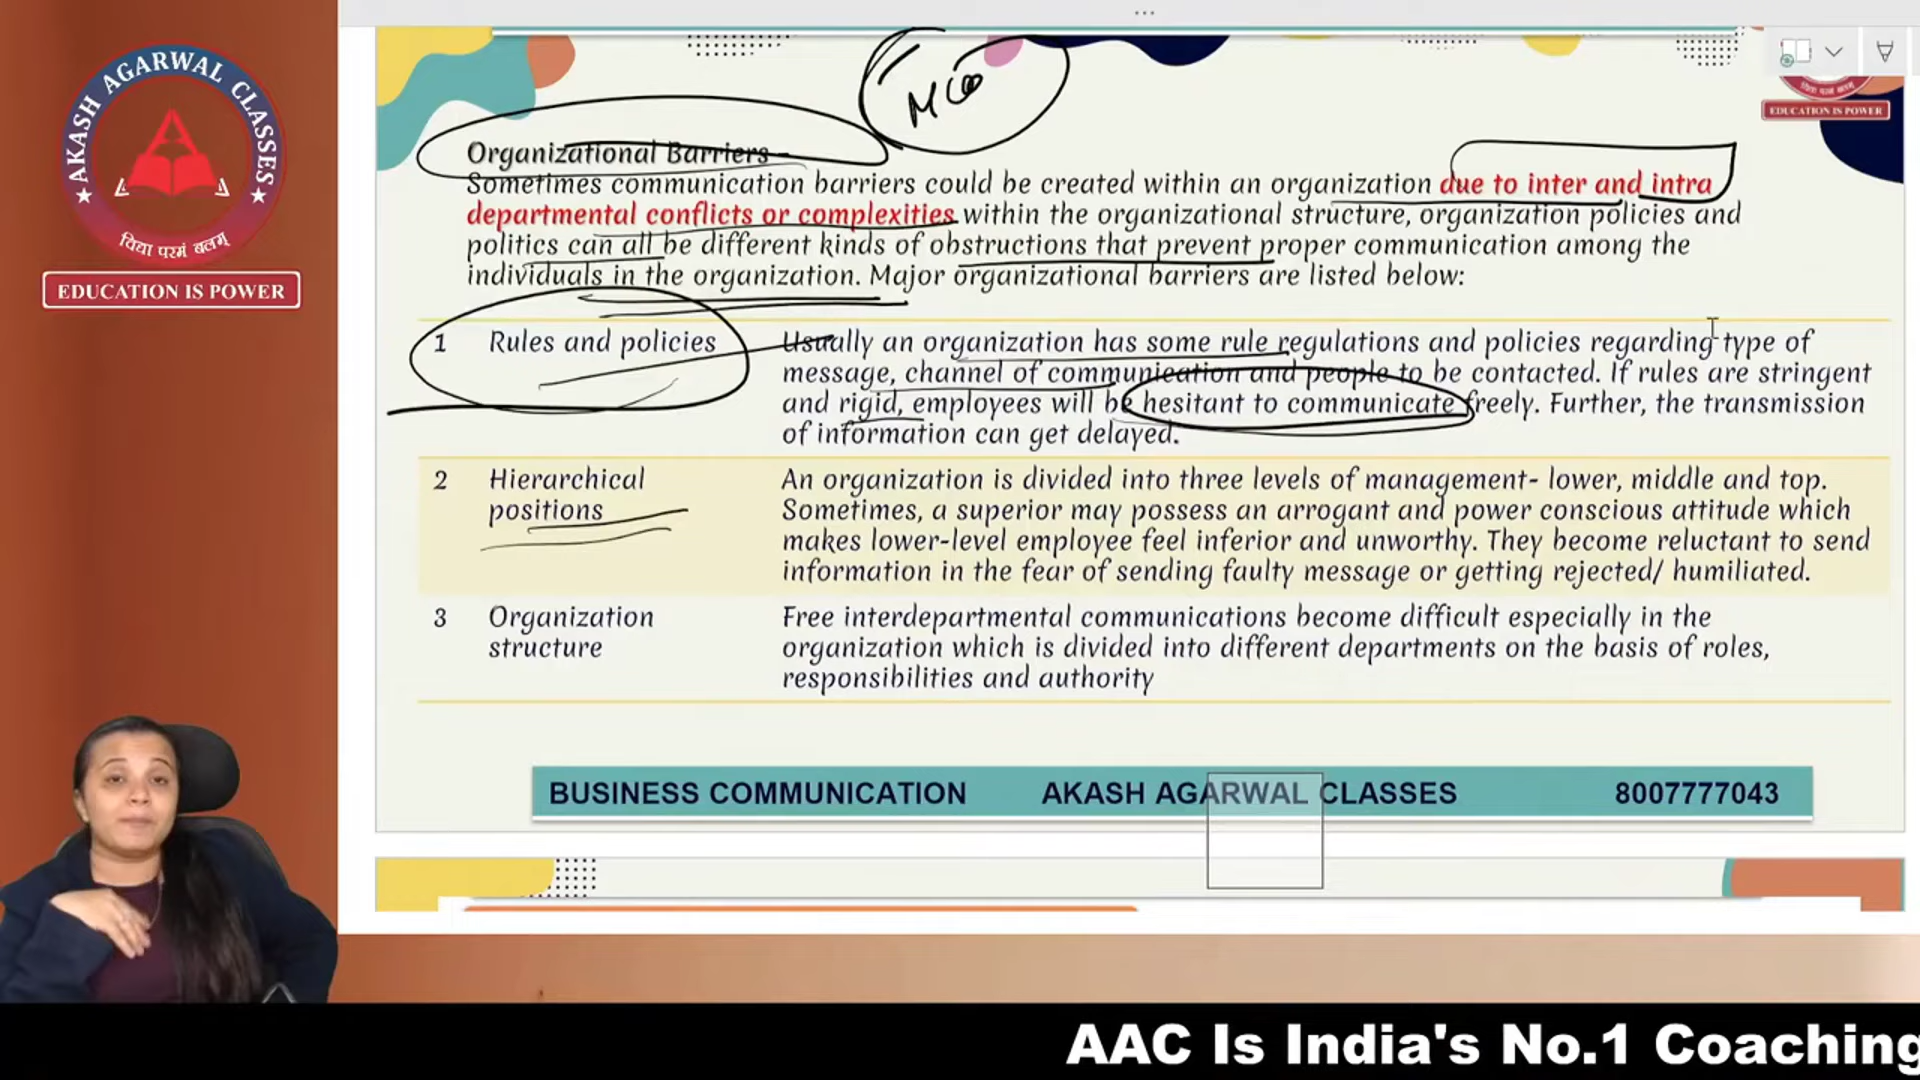 AKASH AGARWAL CLASSES
विद्या परमं बलम्
EDUCATION IS POWER
MCQ
EDUCATION IS POWER
Organizational Barriers -
Sometimes communication barriers could be created within an organization due to inter and intra
departmental conflicts or complexities within the organizational structure, organization policies and
politics can all be different kinds of obstructions that prevent proper communication among the
individuals in the organization. Major organizational barriers are listed below:
1 Rules and policies
Usually an organization has some rule regulations and policies regarding type of
message, channel of communication and people to be contacted. If rules are stringent
and rigid, employees will be hesitant to communicate freely. Further, the transmission
of information can get delayed.
2 Hierarchical
positions
An organization is divided into three levels of management- lower, middle and top.
Sometimes, a superior may possess an arrogant and power conscious attitude which
makes lower-level employee feel inferior and unworthy. They become reluctant to send
information in the fear of sending faulty message or getting rejected/ humiliated.
3 Organization
structure
Free interdepartmental communications become difficult especially in the
organization which is divided into different departments on the basis of roles,
responsibilities and authority
BUSINESS COMMUNICATION AKASH AGARWAL CLASSES 8007777043
AAC Is India's No.1 Coaching